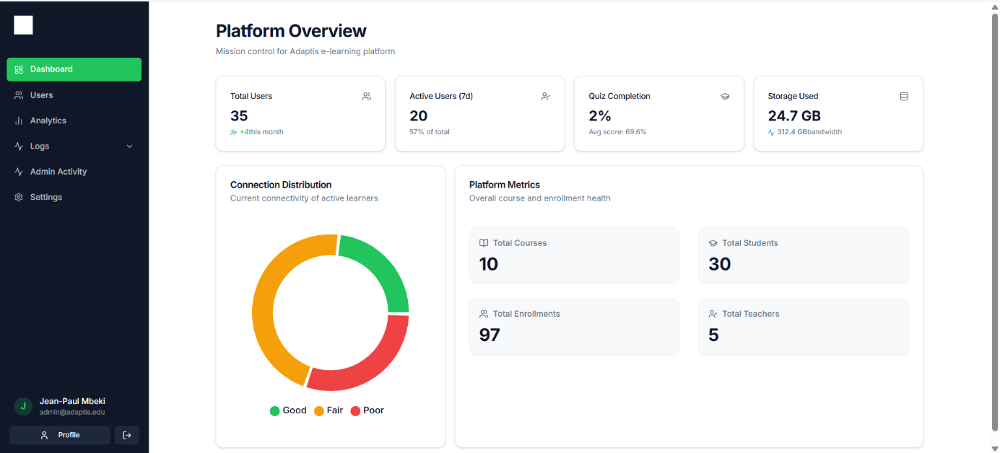 Dashboard
Users
Analytics
Logs
Admin Activity
Settings
J
Jean-Paul Mbeki
admin@adaptis.edu
Profile
Platform Overview
Mission control for Adaptis e-learning platform
Total Users
35
+4this month
Active Users (7d)
20
57% of total
Quiz Completion
2%
Avg score: 69.6%
Storage Used
24.7 GB
312.4 GBbandwidth
Connection Distribution
Current connectivity of active learners
Good Fair Poor
Platform Metrics
Overall course and enrollment health
Total Courses
10
Total Students
30
Total Enrollments
97
Total Teachers
5